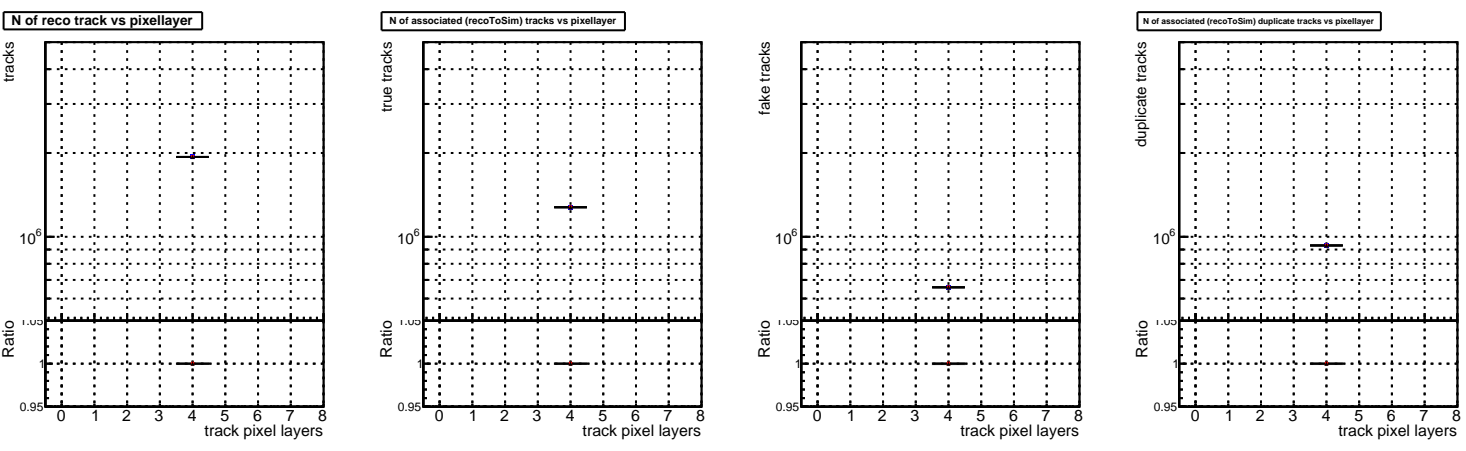 N of reco track vs pixellayer
tracks
10^6
1.05
Ratio
1
0.95
0 1 2 3 4 5 6 7 8
track pixel layers
N of associated (recoToSim) tracks vs pixellayer
true tracks
10^6
1.05
Ratio
1
0.95
0 1 2 3 4 5 6 7 8
track pixel layers
fake tracks
10^6
1.05
Ratio
1
0.95
0 1 2 3 4 5 6 7 8
track pixel layers
N of associated (recoToSim) duplicate tracks vs pixellayer
duplicate tracks
10^6
1.05
Ratio
1
0.95
0 1 2 3 4 5 6 7 8
track pixel layers